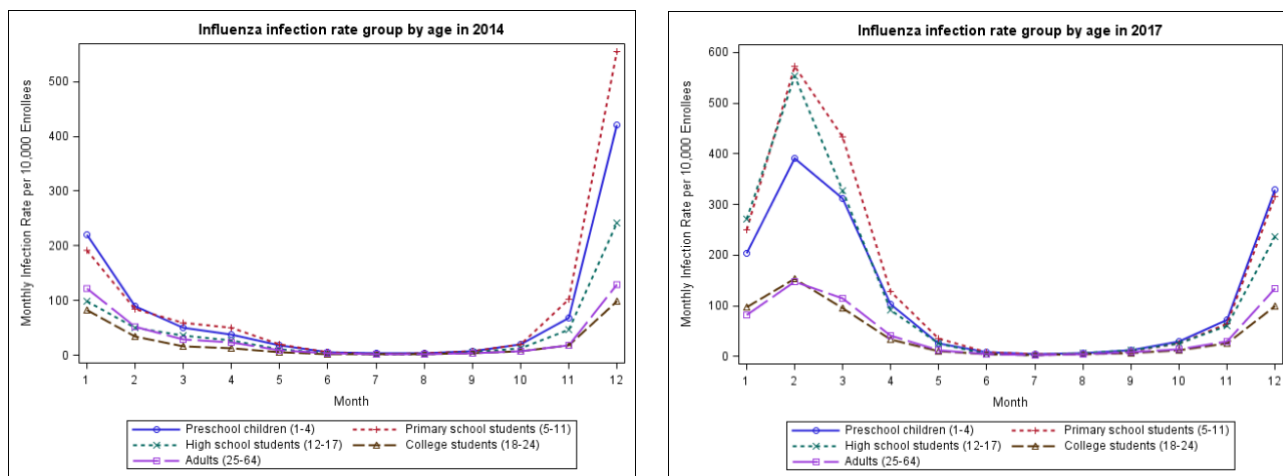 Influenza infection rate group by age in 2014
Monthly Infection Rate per 10,000 Enrollees
500
400
300
200
100
0
1 2 3 4 5 6 7 8 9 10 11 12
Month
Preschool children (1-4) Primary school students (5-11)
High school students (12-17) College students (18-24)
Adults (25-64)
Influenza infection rate group by age in 2017
Monthly Infection Rate per 10,000 Enrollees
600
500
400
300
200
100
0
1 2 3 4 5 6 7 8 9 10 11 12
Month
Preschool children (1-4) Primary school students (5-11)
High school students (12-17) College students (18-24)
Adults (25-64)